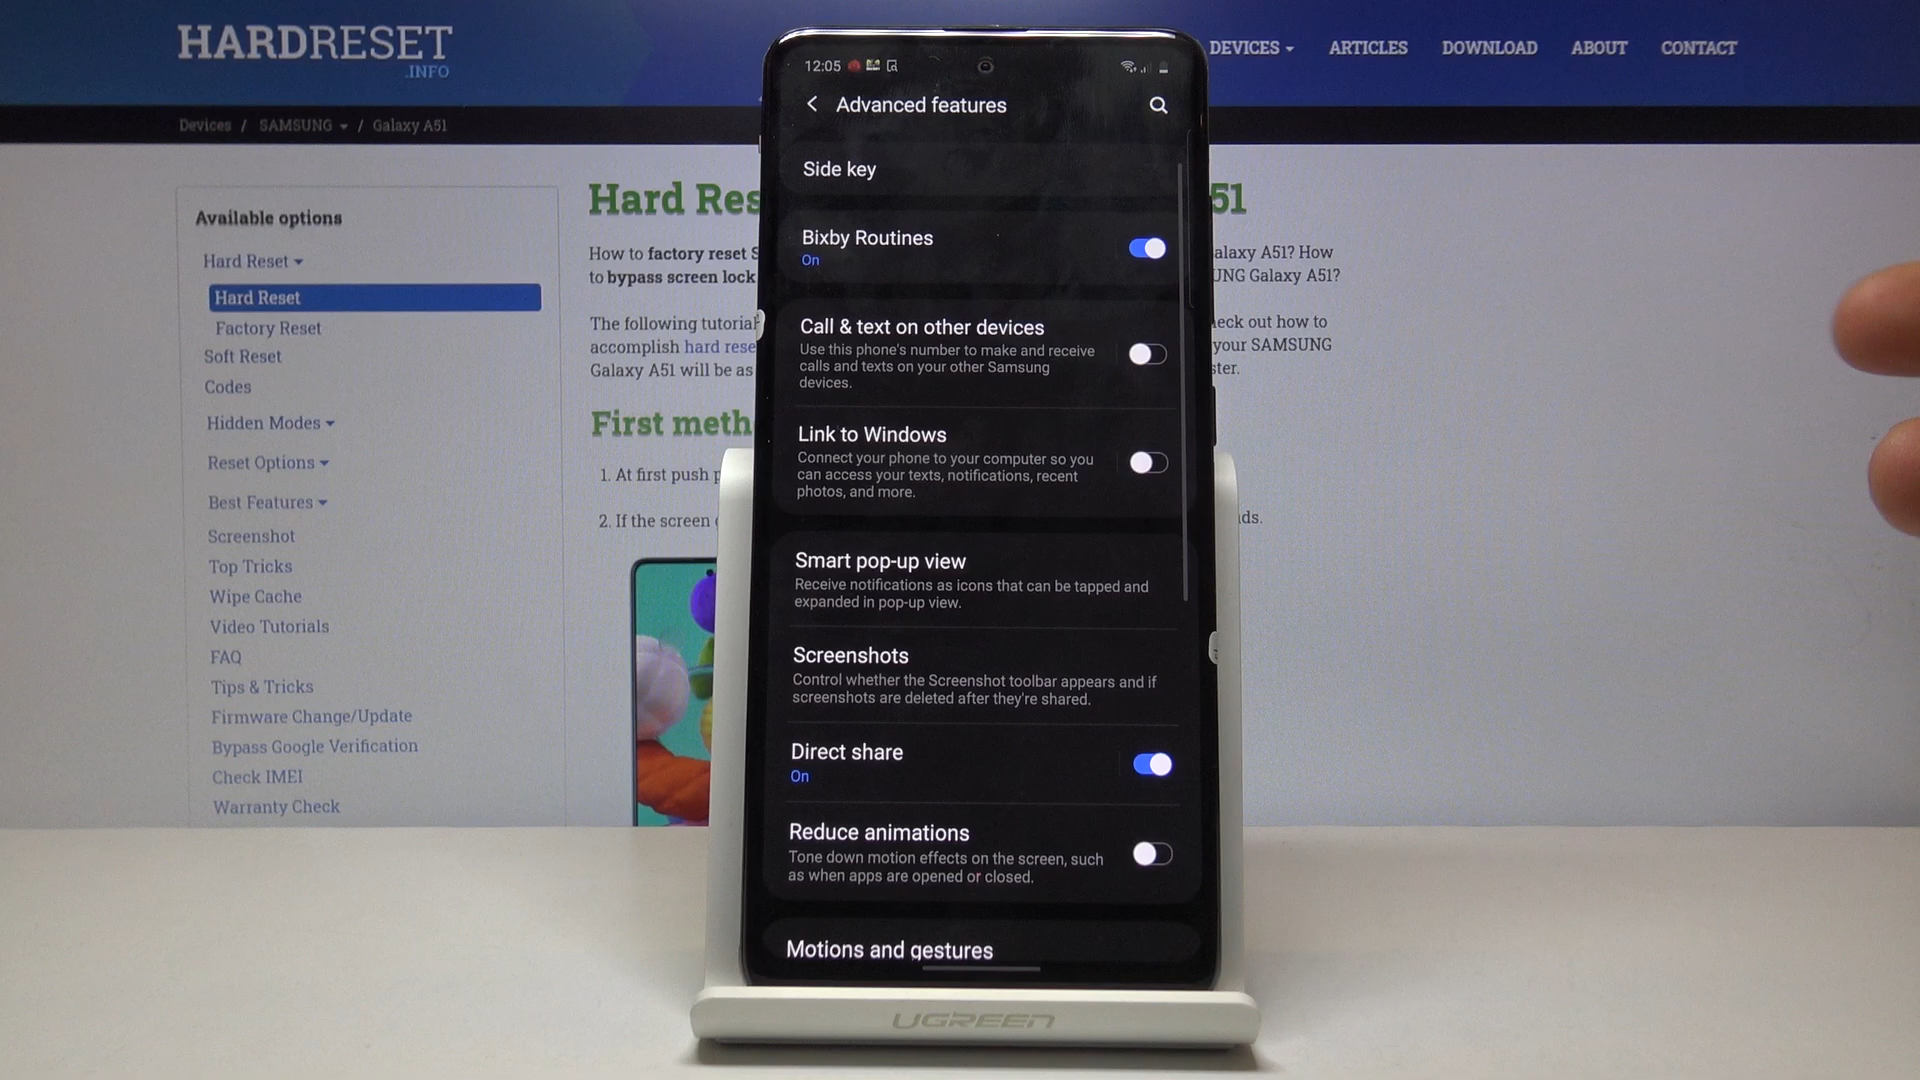 HARDRESET
.INFO
DEVICES
ARTICLES
DOWNLOAD
ABOUT
CONTACT
Devices / SAMSUNG / Galaxy A51
Available options
Hard Reset
Hard Reset
Factory Reset
Soft Reset
Codes
Hidden Modes
Reset Options
Best Features
Screenshot
Top Tricks
Wipe Cache
Video Tutorials
FAQ
Tips & Tricks
Firmware Change/Update
Bypass Google Verification
Check IMEI
Warranty Check
Hard Res
51
How to factory reset S
alaxy A51? How
to bypass screen lock
UNG Galaxy A51?
The following tutorial
eck out how to
accomplish hard rese
your SAMSUNG
Galaxy A51 will be as
ster.
First meth
1. At first push p
2. If the screen
ds.
12:05
Advanced features
Side key
Bixby Routines
On
Call & text on other devices
Use this phone's number to make and receive
calls and texts on your other Samsung
devices.
Link to Windows
Connect your phone to your computer so you
can access your texts, notifications, recent
photos, and more.
Smart pop-up view
Receive notifications as icons that can be tapped and
expanded in pop-up view.
Screenshots
Control whether the Screenshot toolbar appears and if
screenshots are deleted after they're shared.
Direct share
On
Reduce animations
Tone down motion effects on the screen, such
as when apps are opened or closed.
Motions and gestures
UGREEN